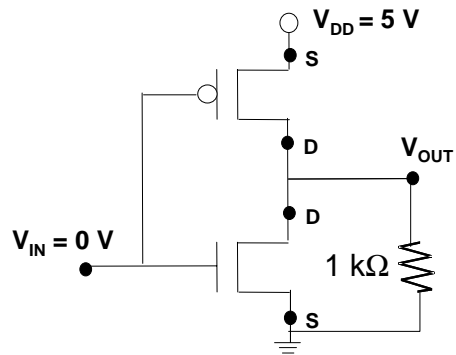 V_DD = 5 V
S
D
V_OUT
D
V_IN = 0 V
1 kΩ
S